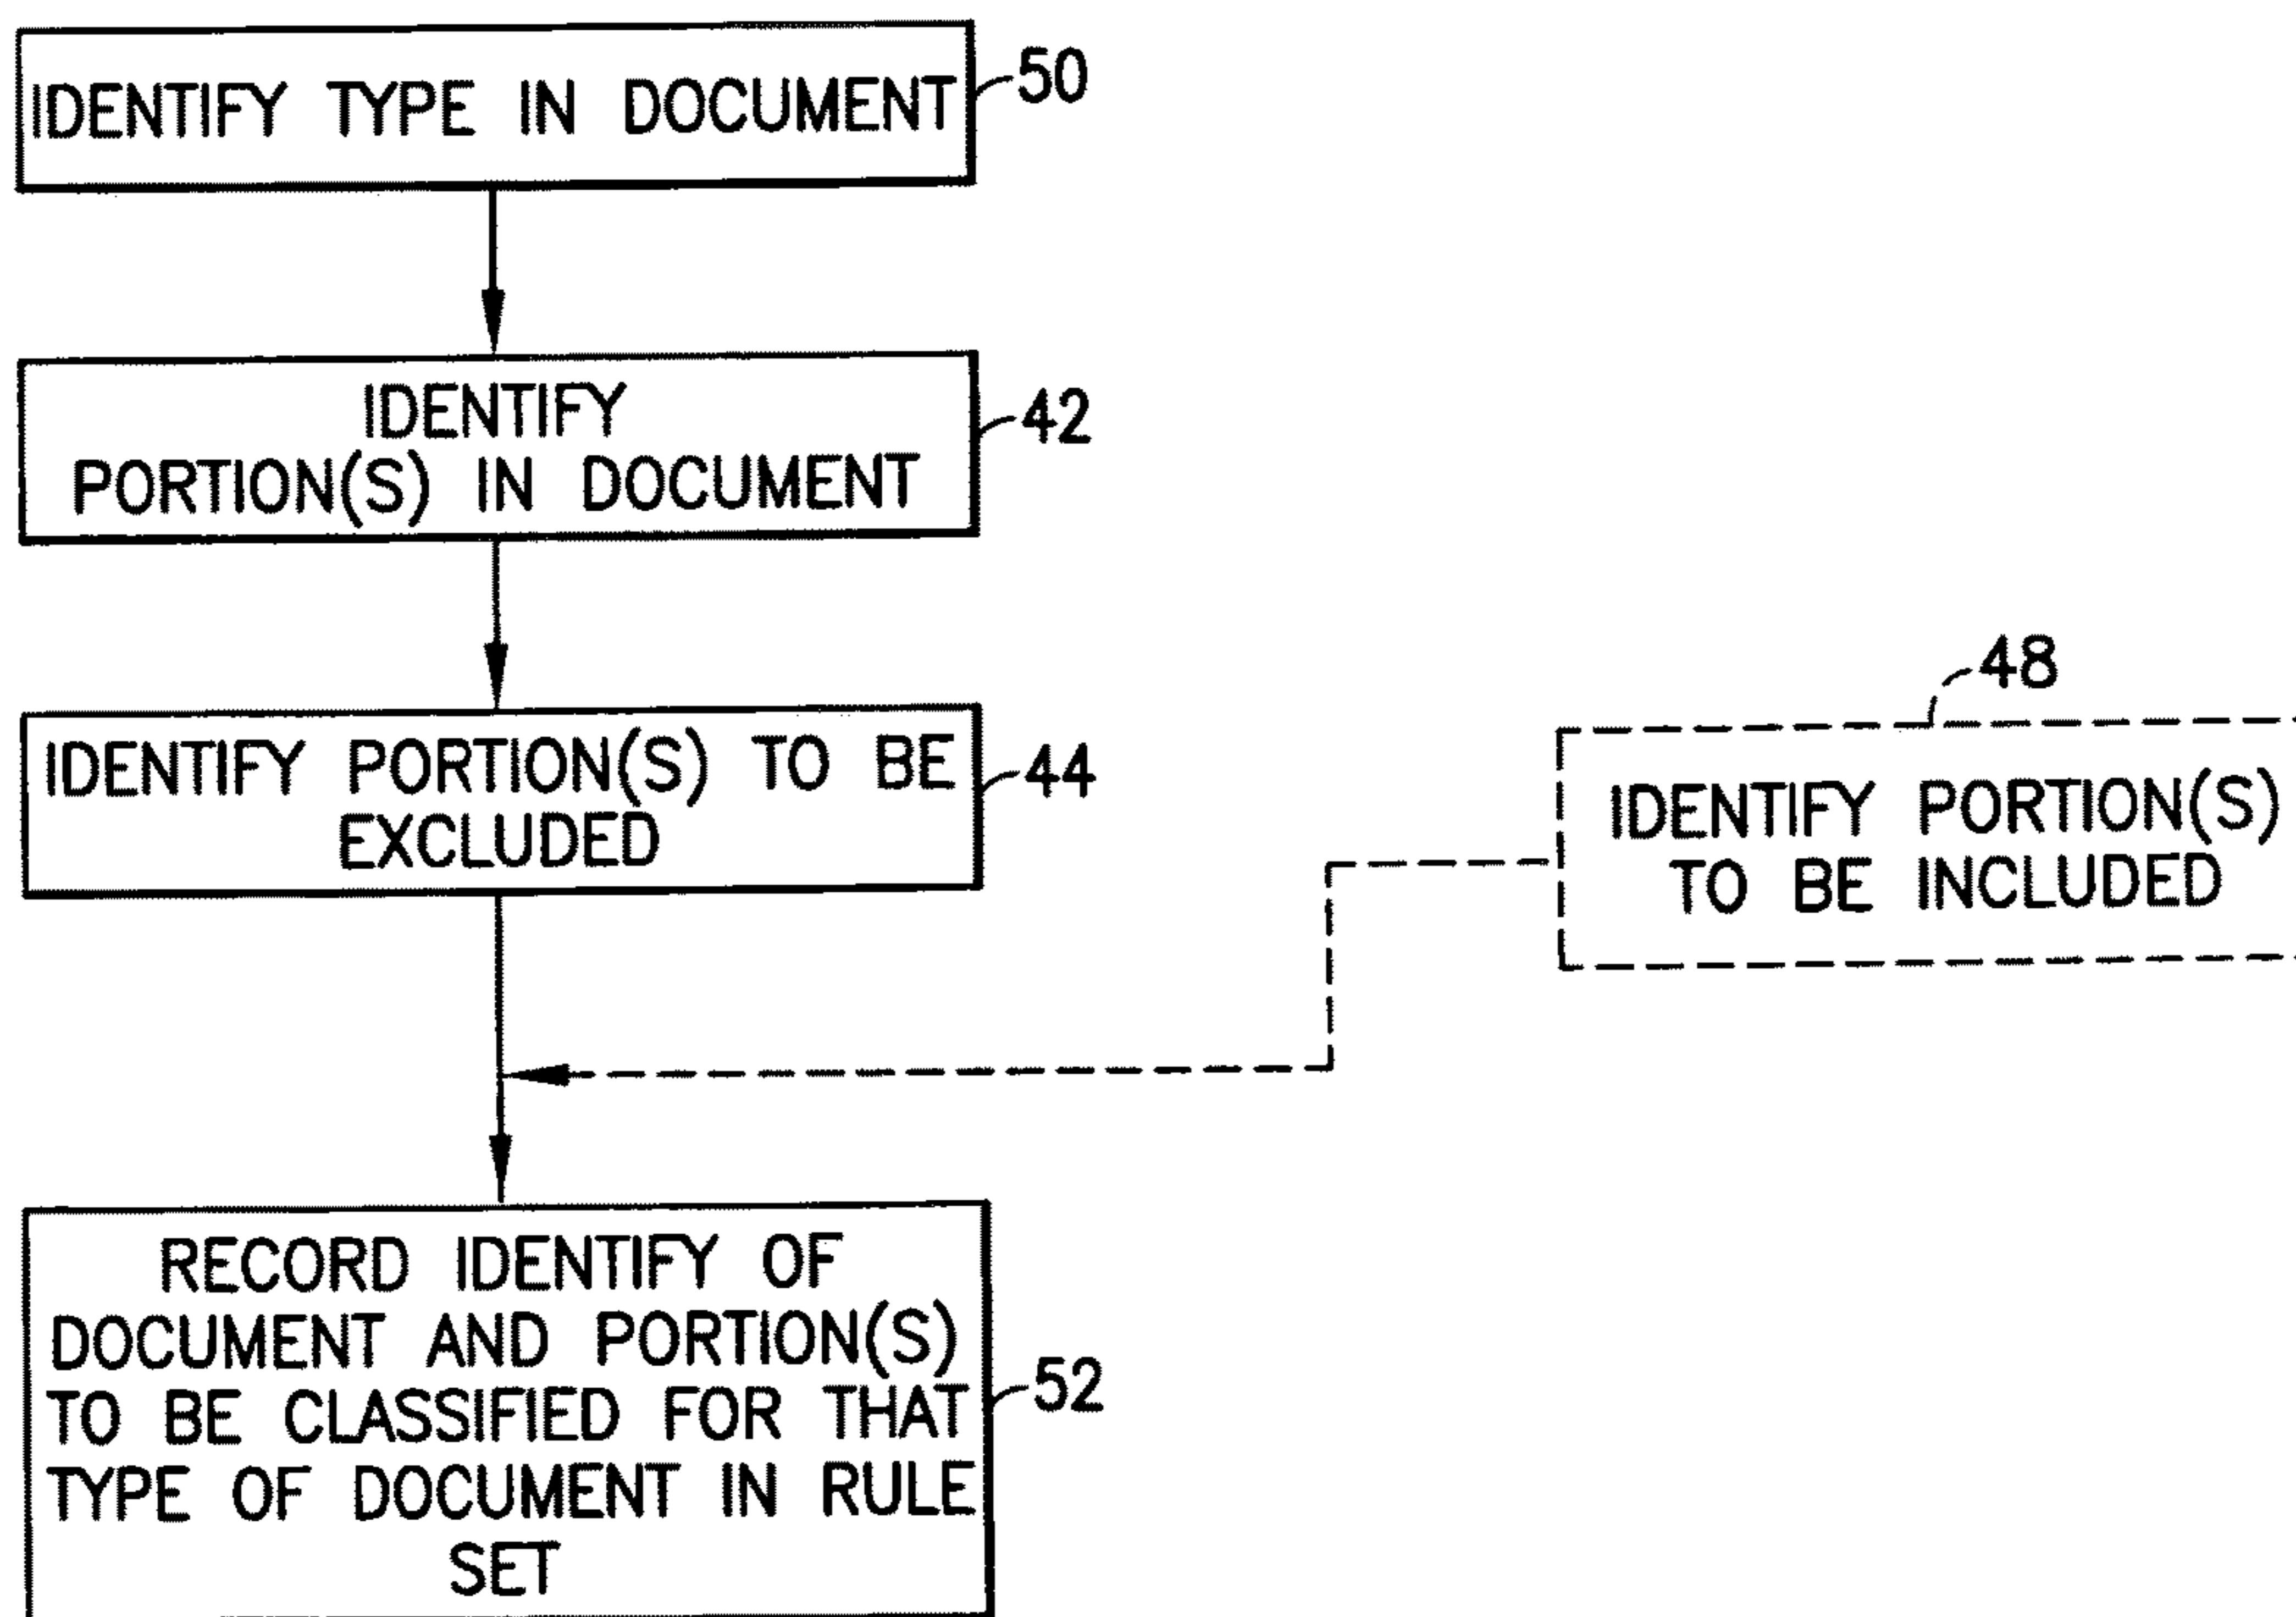 IDENTIFY TYPE IN DOCUMENT
50
IDENTIFY
PORTION(S) IN DOCUMENT
42
IDENTIFY PORTION(S) TO BE
EXCLUDED
44
48
IDENTIFY PORTION(S)
TO BE INCLUDED
RECORD IDENTIFY OF
DOCUMENT AND PORTION(S)
TO BE CLASSIFIED FOR THAT
TYPE OF DOCUMENT IN RULE
SET
52